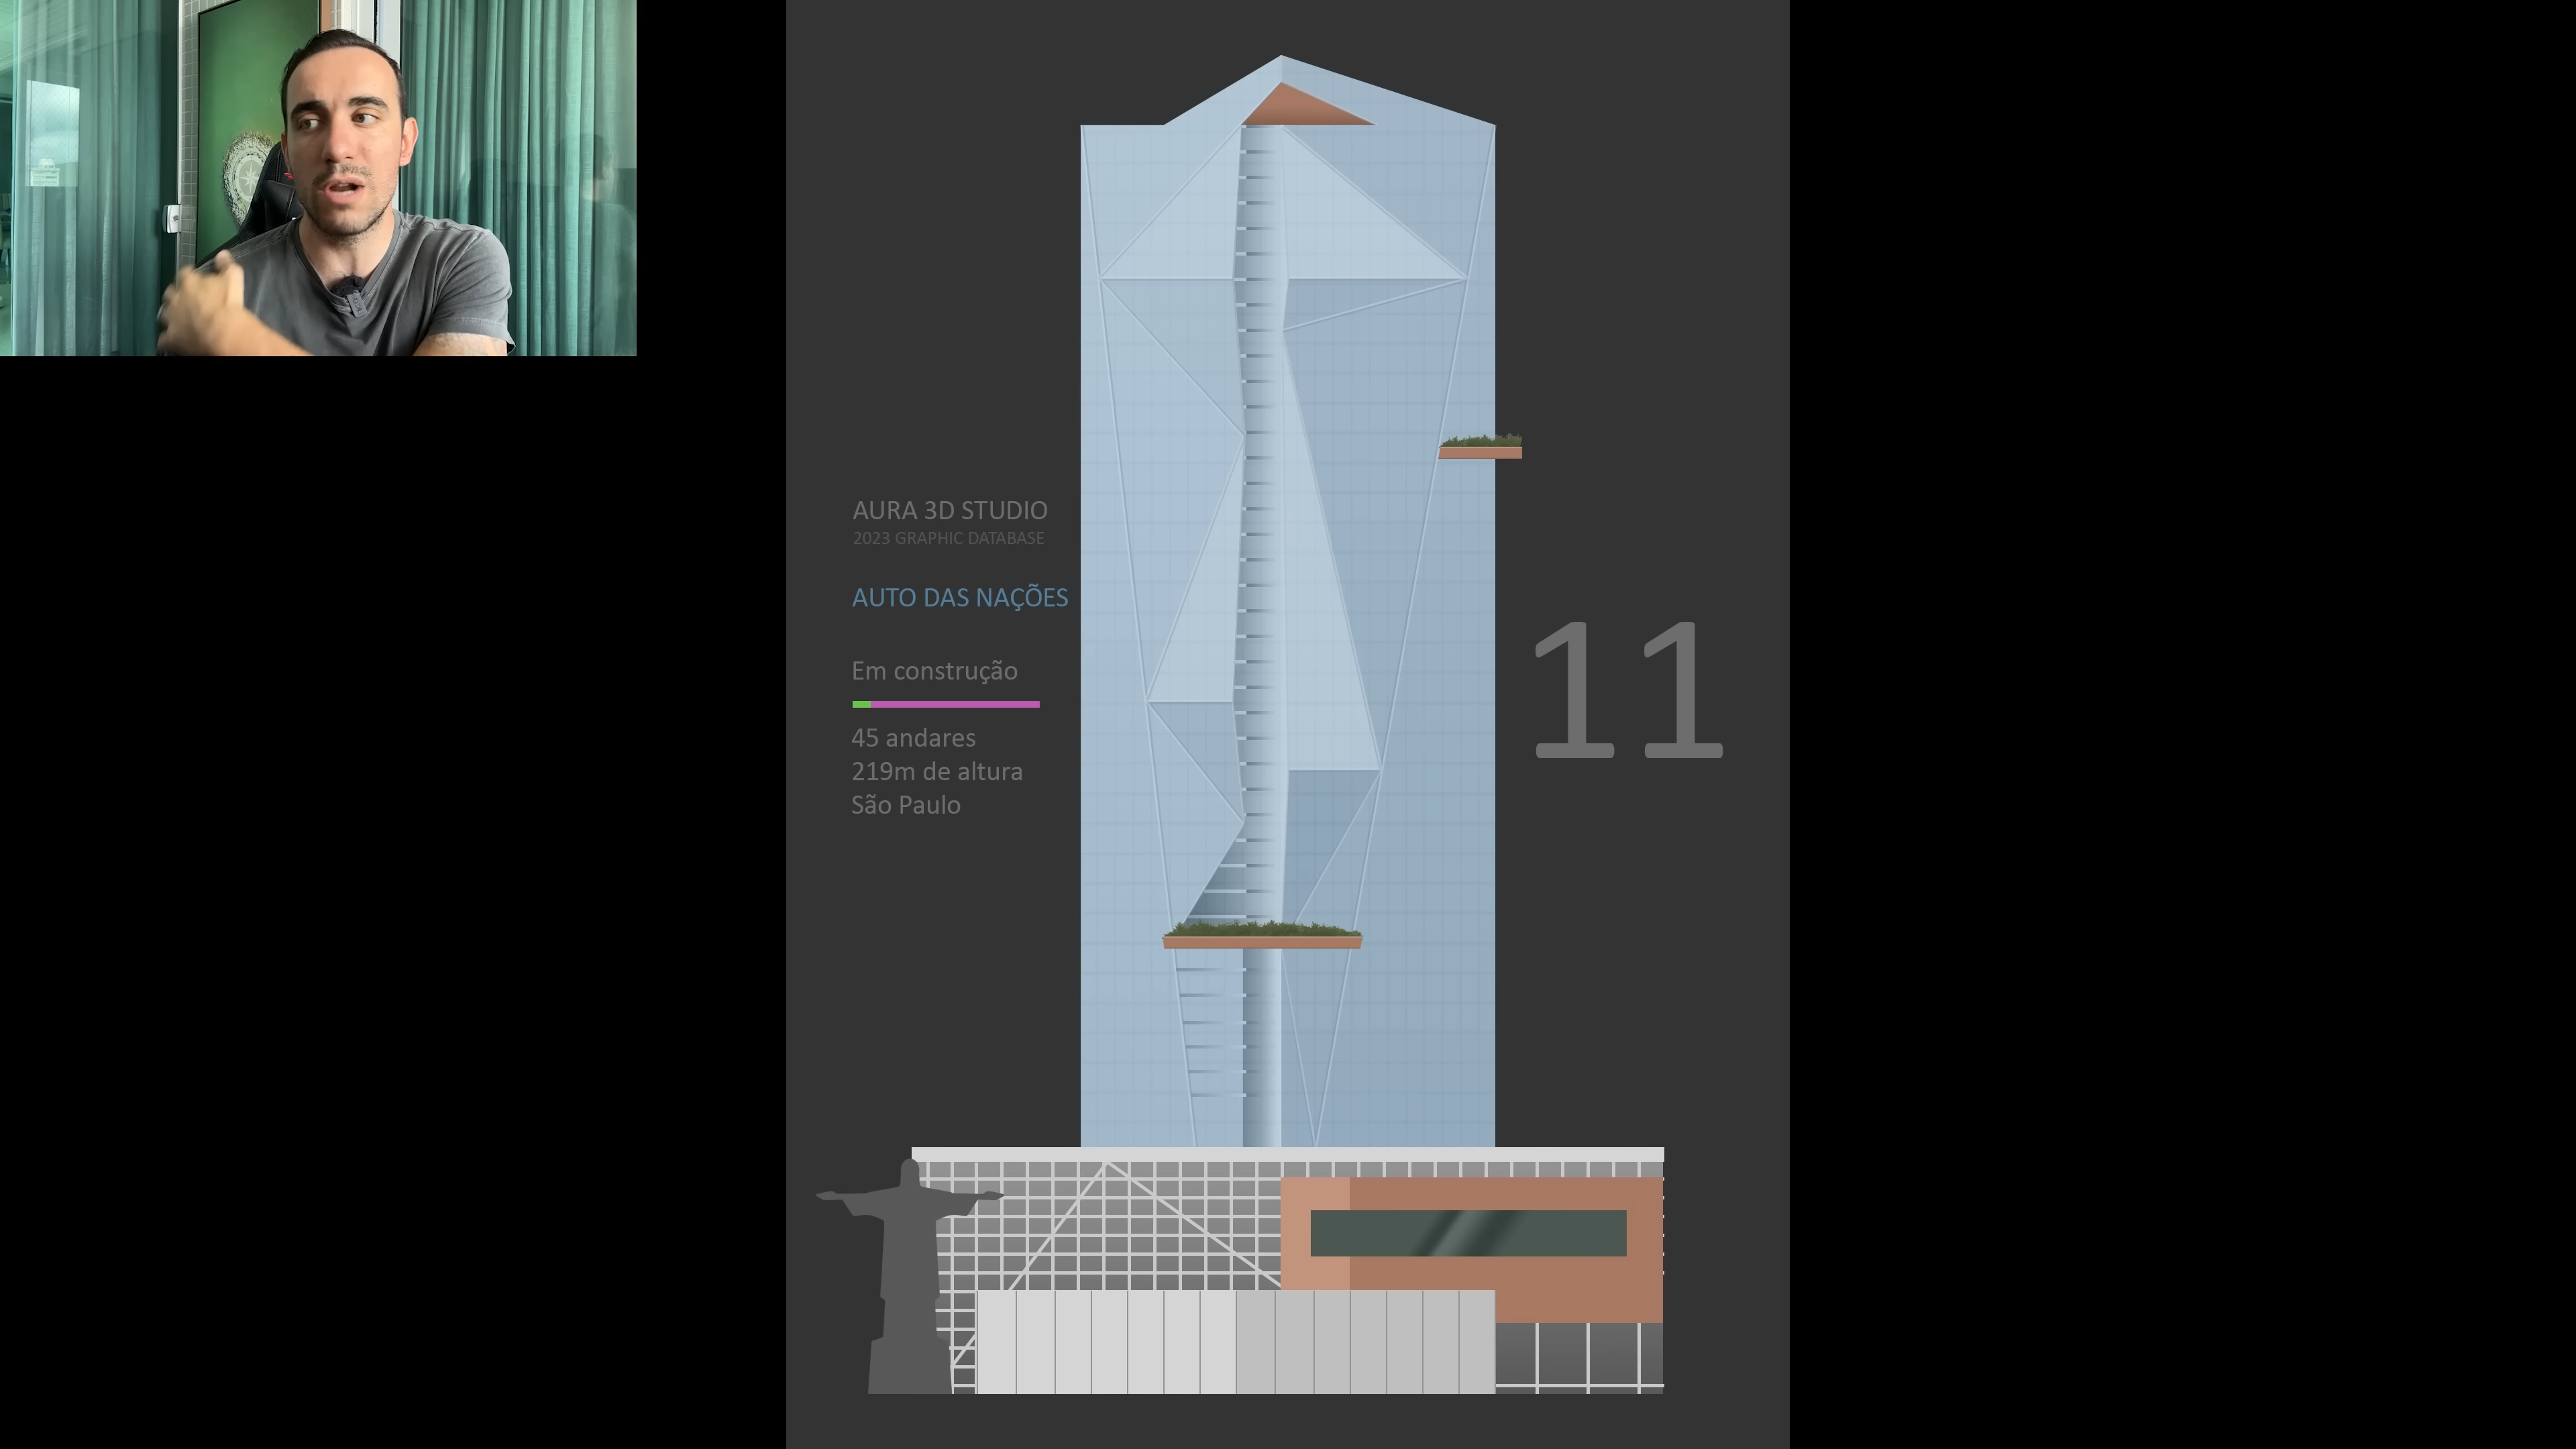 AURA 3D STUDIO
2023 GRAPHIC DATABASE
AUTO DAS NAÇÕES
Em construção
45 andares
219m de altura
São Paulo
11